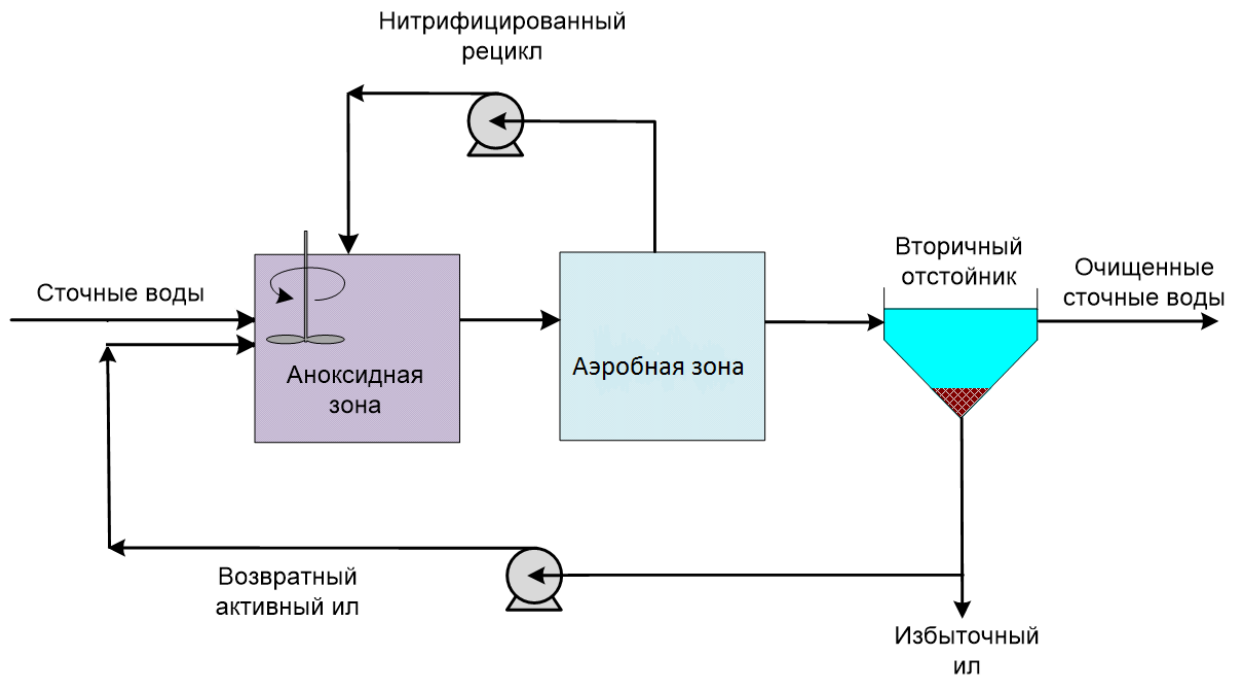 Нитрифицированный
рецикл
Сточные воды
Аноксидная
зона
Аэробная зона
Вторичный
отстойник
Очищенные
сточные воды
Возвратный
активный ил
Избыточный
ил